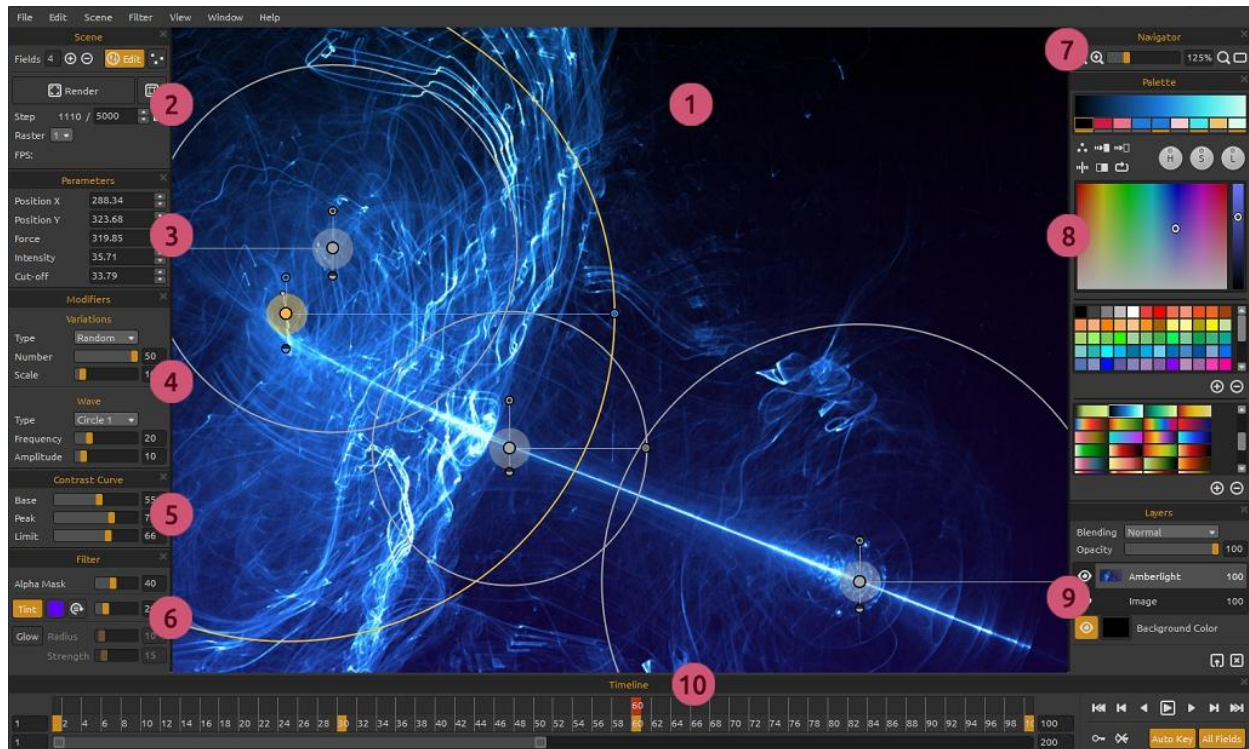 File Edit Scene Filter View Window Help
Scene
Fields 4 Edit
Render
Step 1110 / 5000
Raster 1
FPS:
2
Parameters
Position X 288.34
Position Y 323.68
Force 319.85
Intensity 35.71
Cut-off 33.79
3
Modifiers
Variations
Type Random
Number 50
Scale
4
Wave
Type Circle 1
Frequency 20
Amplitude 10
Contrast Curve
Base
Peak
Limit 66
5
Filter
Alpha Mask 40
Tint
6
Glow Radius 10
Strength 15
1
7
Navigator
125%
Palette
H S L
8
Layers
Blending Normal
Opacity 100
Amberlight 100
9
Image 100
Background Color
Timeline
10
60
1 2 4 6 8 10 12 14 16 18 20 22 24 26 28 30 32 34 36 38 40 42 44 46 48 50 52 54 56 58 60 62 64 66 68 70 72 74 76 78 80 82 84 86 88 90 92 94 96 98 100
1 200
Auto Key All Fields